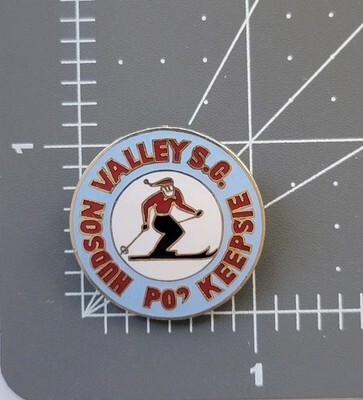 HUDSON VALLEY S.C.
PO' KEEPSIE
1
1